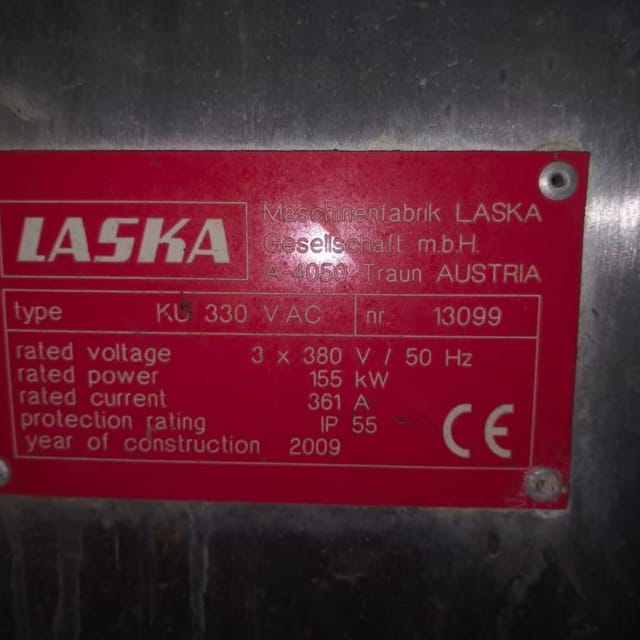 LASKA
Maschinenfabrik LASKA
Gesellschaft m.b.H.
A-4050 Traun AUSTRIA
type KU 330 VAC nr 13099
rated voltage 3 x 380 V / 50 Hz
rated power 155 kW
rated current 361 A
protection rating IP 55
year of construction 2009
CE